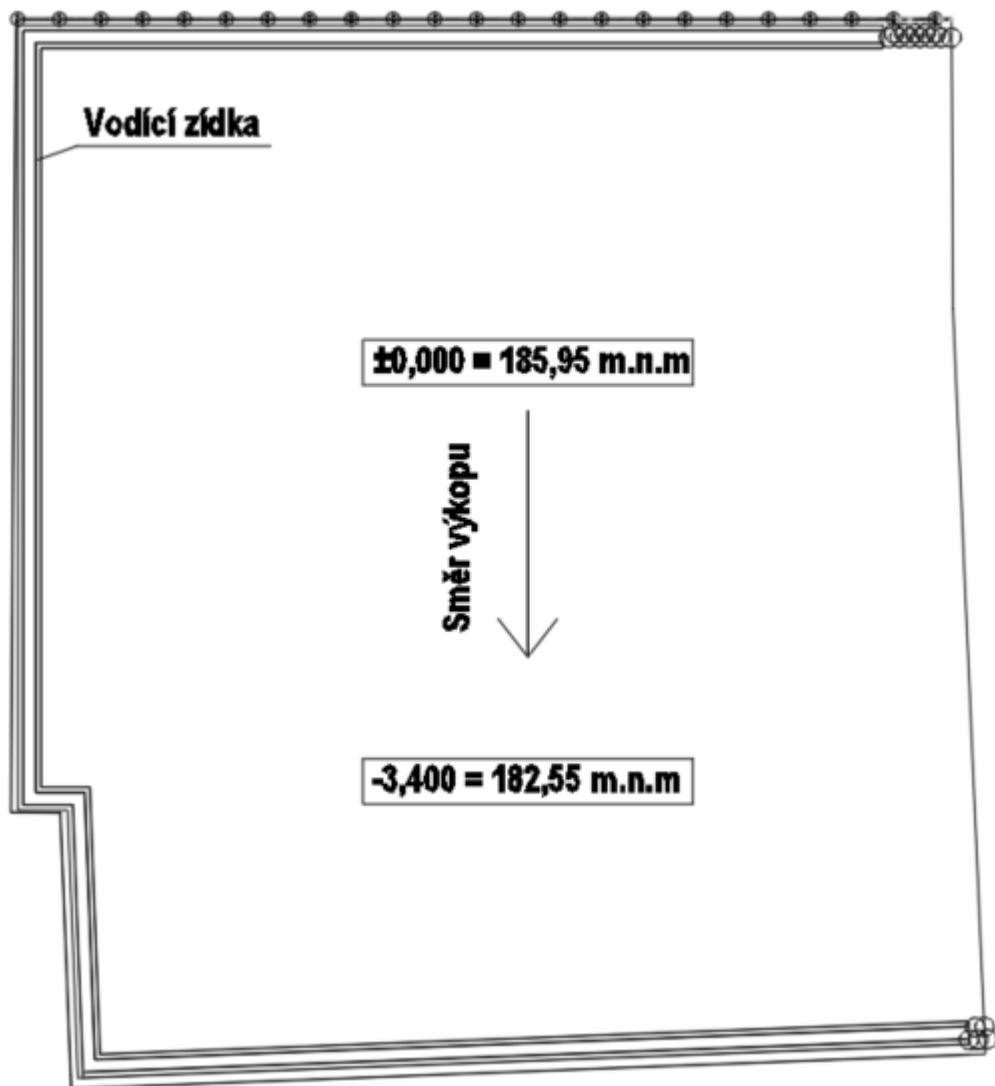 Vodící zídka
±0,000 = 185,95 m.n.m
Směr výkopu
-3,400 = 182,55 m.n.m